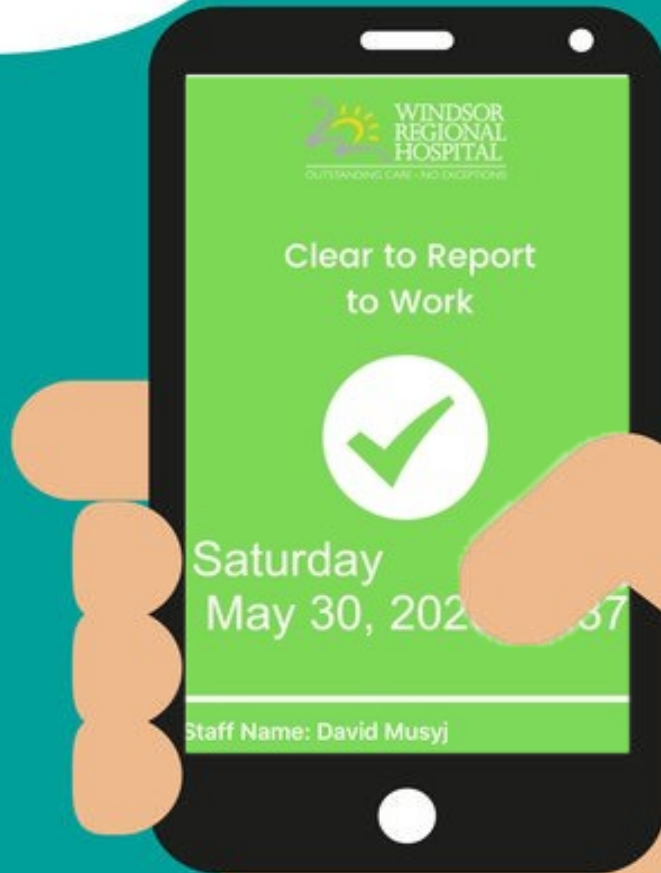 WINDSOR
REGIONAL
HOSPITAL
OUTSTANDING CARE - NO EXCEPTIONS
Clear to Report
to Work
Saturday
May 30,
Staff Name: David Musyj